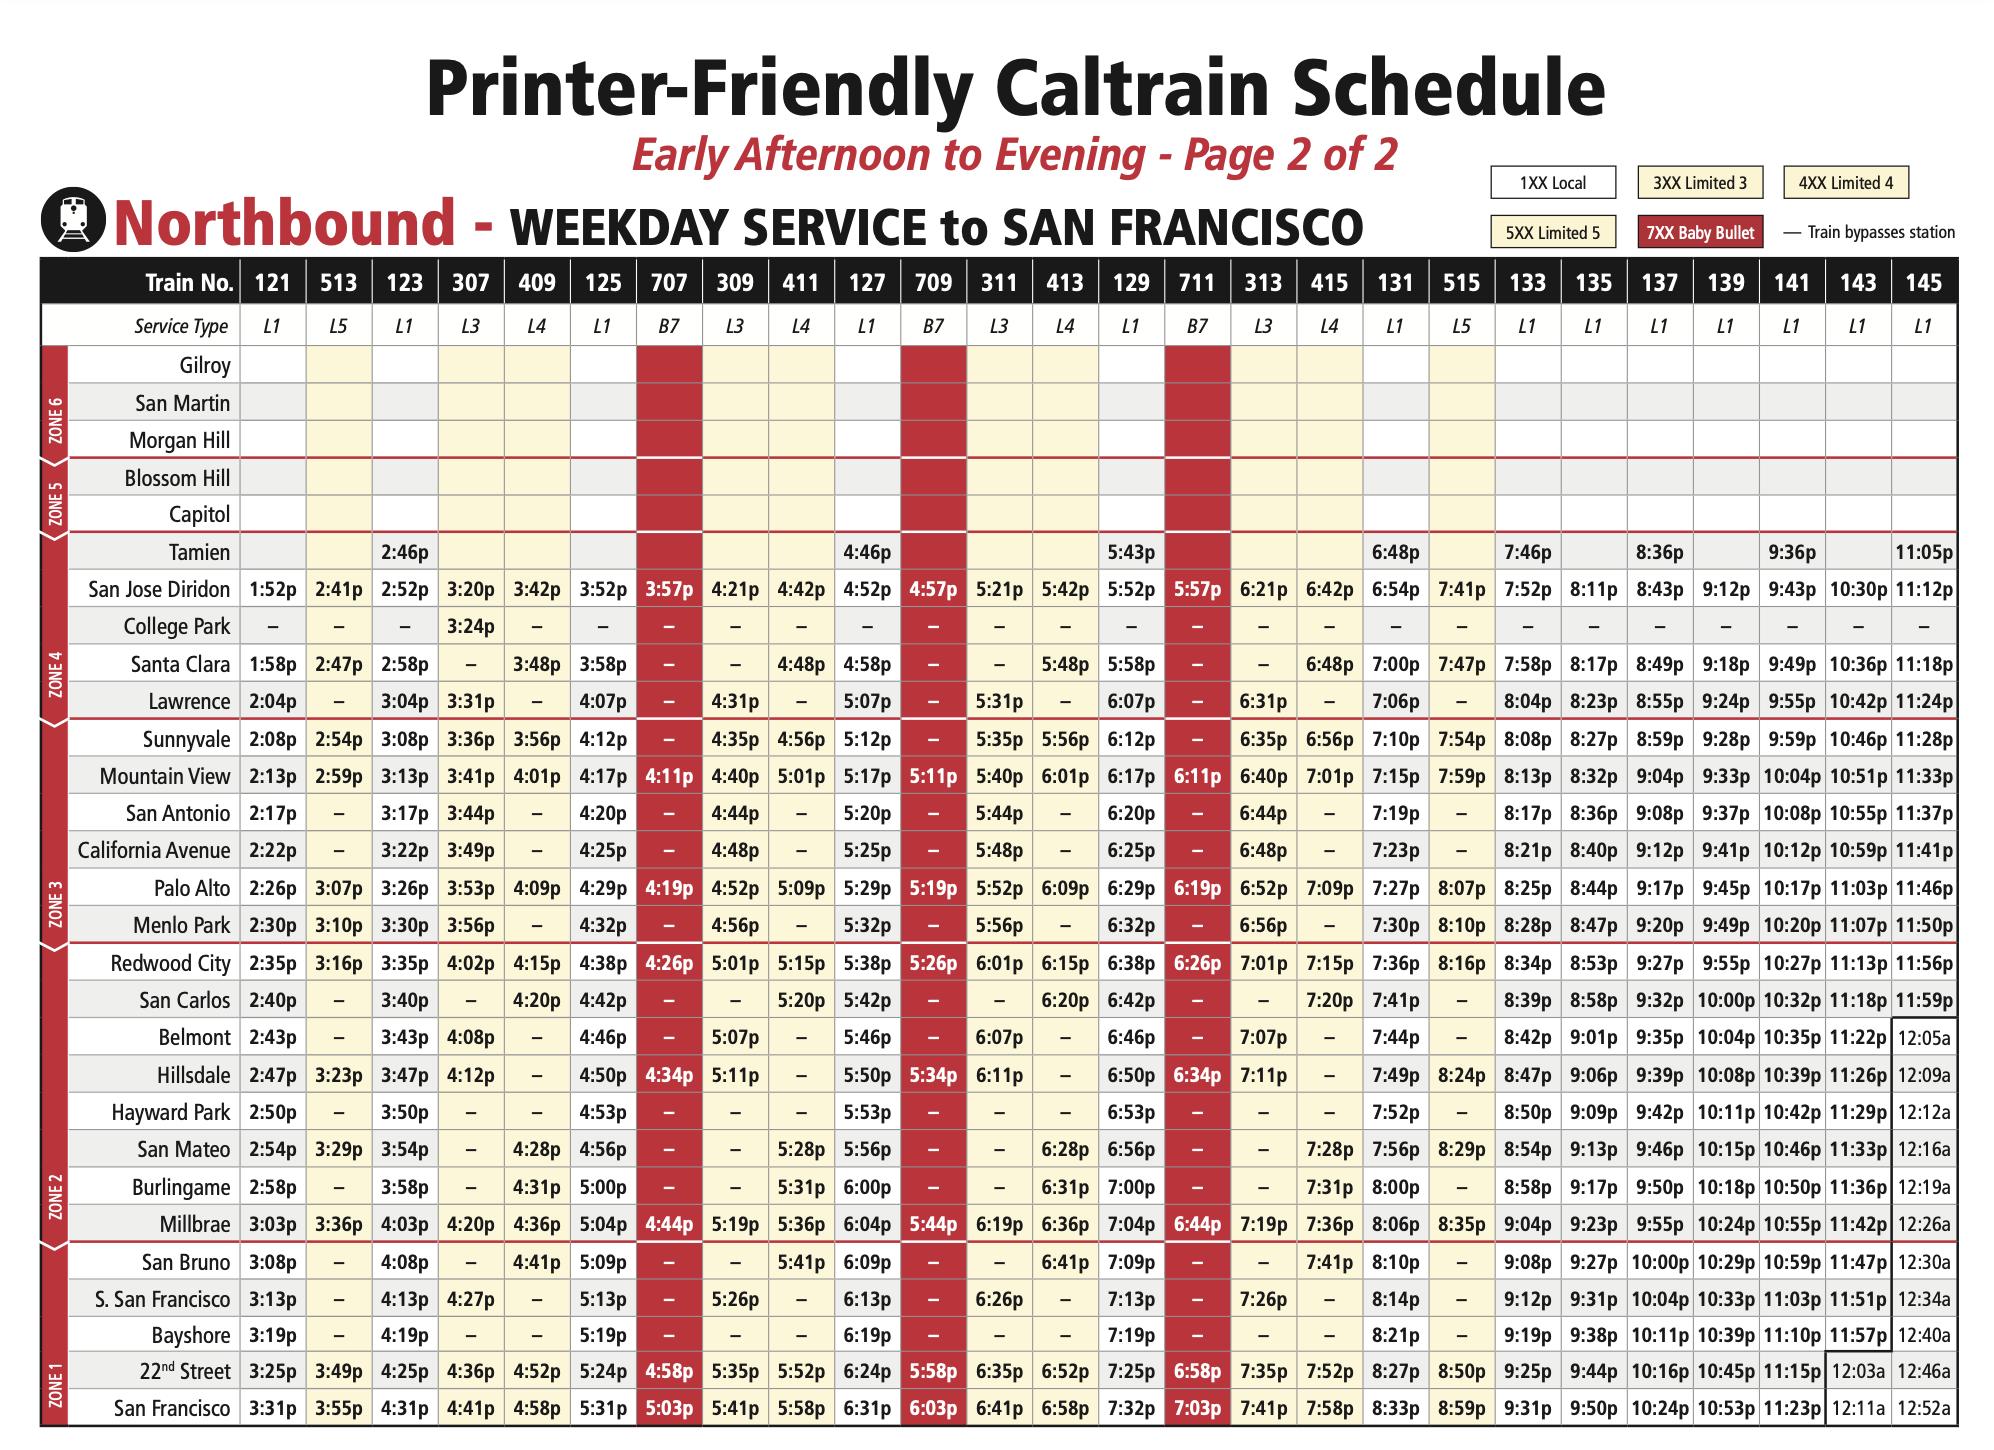 Printer-Friendly Caltrain Schedule
Early Afternoon to Evening - Page 2 of 2
Northbound - WEEKDAY SERVICE to SAN FRANCISCO
1XX Local 3XX Limited 3 4XX Limited 4
5XX Limited 5 7XX Baby Bullet — Train bypasses station
Train No. 121 513 123 307 409 125 707 309 411 127 709 311 413 129 711 313 415 131 515 133 135 137 139 141 143 145
Service Type L1 L5 L1 L3 L4 L1 B7 L3 L4 L1 B7 L3 L4 L1 B7 L3 L4 L1 L5 L1 L1 L1 L1 L1 L1 L1
ZONE 6
Gilroy
San Martin
Morgan Hill
ZONE 5
Blossom Hill
Capitol
ZONE 4
Tamien 2:46p 4:46p 5:43p 6:48p 7:46p 8:36p 9:36p 11:05p
San Jose Diridon 1:52p 2:41p 2:52p 3:20p 3:42p 3:52p 3:57p 4:21p 4:42p 4:52p 4:57p 5:21p 5:42p 5:52p 5:57p 6:21p 6:42p 6:54p 7:41p 7:52p 8:11p 8:43p 9:12p 9:43p 10:30p 11:12p
College Park – – – 3:24p – – – – – – – – – – – – – – – – – – – – – –
Santa Clara 1:58p 2:47p 2:58p – 3:48p 3:58p – – 4:48p 4:58p – – 5:48p 5:58p – – 6:48p 7:00p 7:47p 7:58p 8:17p 8:49p 9:18p 9:49p 10:36p 11:18p
Lawrence 2:04p – 3:04p 3:31p – 4:07p – 4:31p – 5:07p – 5:31p – 6:07p – 6:31p – 7:06p – 8:04p 8:23p 8:55p 9:24p 9:55p 10:42p 11:24p
ZONE 3
Sunnyvale 2:08p 2:54p 3:08p 3:36p 3:56p 4:12p – 4:35p 4:56p 5:12p – 5:35p 5:56p 6:12p – 6:35p 6:56p 7:10p 7:54p 8:08p 8:27p 8:59p 9:28p 9:59p 10:46p 11:28p
Mountain View 2:13p 2:59p 3:13p 3:41p 4:01p 4:17p 4:11p 4:40p 5:01p 5:17p 5:11p 5:40p 6:01p 6:17p 6:11p 6:40p 7:01p 7:15p 7:59p 8:13p 8:32p 9:04p 9:33p 10:04p 10:51p 11:33p
San Antonio 2:17p – 3:17p 3:44p – 4:20p – 4:44p – 5:20p – 5:44p – 6:20p – 6:44p – 7:19p – 8:17p 8:36p 9:08p 9:37p 10:08p 10:55p 11:37p
California Avenue 2:22p – 3:22p 3:49p – 4:25p – 4:48p – 5:25p – 5:48p – 6:25p – 6:48p – 7:23p – 8:21p 8:40p 9:12p 9:41p 10:12p 10:59p 11:41p
Palo Alto 2:26p 3:07p 3:26p 3:53p 4:09p 4:29p 4:19p 4:52p 5:09p 5:29p 5:19p 5:52p 6:09p 6:29p 6:19p 6:52p 7:09p 7:27p 8:07p 8:25p 8:44p 9:17p 9:45p 10:17p 11:03p 11:46p
Menlo Park 2:30p 3:10p 3:30p 3:56p – 4:32p – 4:56p – 5:32p – 5:56p – 6:32p – 6:56p – 7:30p 8:10p 8:28p 8:47p 9:20p 9:49p 10:20p 11:07p 11:50p
ZONE 2
Redwood City 2:35p 3:16p 3:35p 4:02p 4:15p 4:38p 4:26p 5:01p 5:15p 5:38p 5:26p 6:01p 6:15p 6:38p 6:26p 7:01p 7:15p 7:36p 8:16p 8:34p 8:53p 9:27p 9:55p 10:27p 11:13p 11:56p
San Carlos 2:40p – 3:40p – 4:20p 4:42p – – 5:20p 5:42p – – 6:20p 6:42p – – 7:20p 7:41p – 8:39p 8:58p 9:32p 10:00p 10:32p 11:18p 11:59p
Belmont 2:43p – 3:43p 4:08p – 4:46p – 5:07p – 5:46p – 6:07p – 6:46p – 7:07p – 7:44p – 8:42p 9:01p 9:35p 10:04p 10:35p 11:22p 12:05a
Hillsdale 2:47p 3:23p 3:47p 4:12p – 4:50p 4:34p 5:11p – 5:50p 5:34p 6:11p – 6:50p 6:34p 7:11p – 7:49p 8:24p 8:47p 9:06p 9:39p 10:08p 10:39p 11:26p 12:09a
Hayward Park 2:50p – 3:50p – – 4:53p – – – 5:53p – – – 6:53p – – – 7:52p – 8:50p 9:09p 9:42p 10:11p 10:42p 11:29p 12:12a
San Mateo 2:54p 3:29p 3:54p – 4:28p 4:56p – – 5:28p 5:56p – – 6:28p 6:56p – – 7:28p 7:56p 8:29p 8:54p 9:13p 9:46p 10:15p 10:46p 11:33p 12:16a
Burlingame 2:58p – 3:58p – 4:31p 5:00p – – 5:31p 6:00p – – 6:31p 7:00p – – 7:31p 8:00p – 8:58p 9:17p 9:50p 10:18p 10:50p 11:36p 12:19a
Millbrae 3:03p 3:36p 4:03p 4:20p 4:36p 5:04p 4:44p 5:19p 5:36p 6:04p 5:44p 6:19p 6:36p 7:04p 6:44p 7:19p 7:36p 8:06p 8:35p 9:04p 9:23p 9:55p 10:24p 10:55p 11:42p 12:26a
ZONE 1
San Bruno 3:08p – 4:08p – 4:41p 5:09p – – 5:41p 6:09p – – 6:41p 7:09p – – 7:41p 8:10p – 9:08p 9:27p 10:00p 10:29p 10:59p 11:47p 12:30a
S. San Francisco 3:13p – 4:13p 4:27p – 5:13p – 5:26p – 6:13p – 6:26p – 7:13p – 7:26p – 8:14p – 9:12p 9:31p 10:04p 10:33p 11:03p 11:51p 12:34a
Bayshore 3:19p – 4:19p – – 5:19p – – – 6:19p – – – 7:19p – – – 8:21p – 9:19p 9:38p 10:11p 10:39p 11:10p 11:57p 12:40a
22nd Street 3:25p 3:49p 4:25p 4:36p 4:52p 5:24p 4:58p 5:35p 5:52p 6:24p 5:58p 6:35p 6:52p 7:25p 6:58p 7:35p 7:52p 8:27p 8:50p 9:25p 9:44p 10:16p 10:45p 11:15p 12:03a 12:46a
San Francisco 3:31p 3:55p 4:31p 4:41p 4:58p 5:31p 5:03p 5:41p 5:58p 6:31p 6:03p 6:41p 6:58p 7:32p 7:03p 7:41p 7:58p 8:33p 8:59p 9:31p 9:50p 10:24p 10:53p 11:23p 12:11a 12:52a